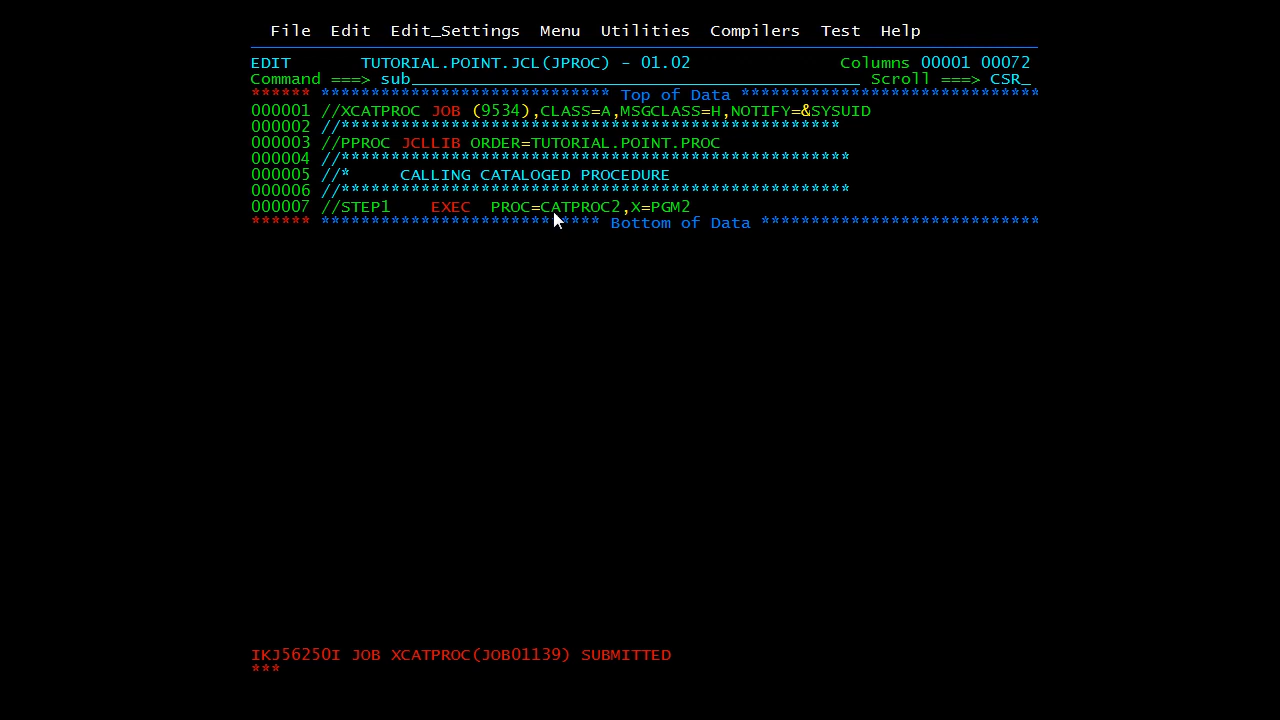 File  Edit  Edit_Settings  Menu  Utilities  Compilers  Test  Help
EDIT       TUTORIAL.POINT.JCL(JPROC) - 01.02               Columns 00001 00072
Command ===> sub_____________________________________________ Scroll ===> CSR_
****** ***************************** Top of Data ******************************
000001 //XCATPROC JOB (9534),CLASS=A,MSGCLASS=H,NOTIFY=&SYSUID
000002 //**************************************************
000003 //PPROC JCLLIB ORDER=TUTORIAL.POINT.PROC
000004 //***************************************************
000005 //*     CALLING CATALOGED PROCEDURE
000006 //***************************************************
000007 //STEP1    EXEC  PROC=CATPROC2,X=PGM2
****** **************************** Bottom of Data ****************************
IKJ56250I JOB XCATPROC(JOB01139) SUBMITTED
***